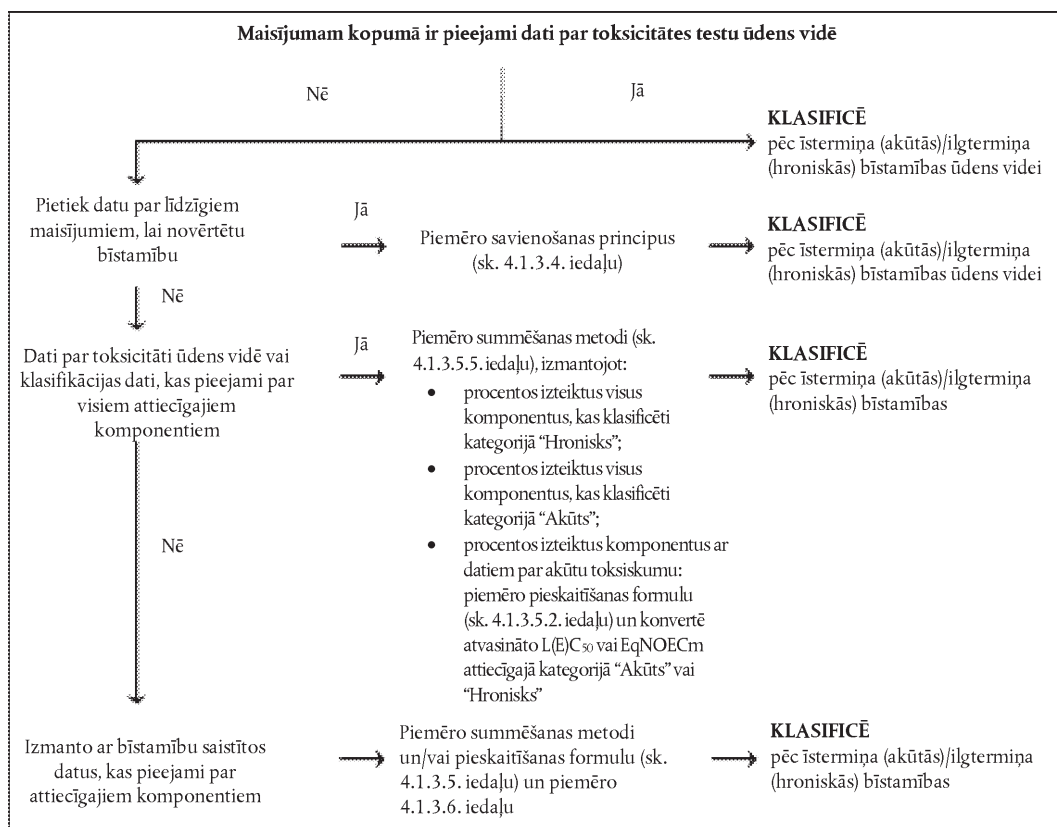 Maisījumam kopumā ir pieejami dati par toksicitātes testu ūdens vidē
Nē
Jā
KLASIFICĒ
pēc īstermiņa (akūtās)/ilgtermiņa
(hroniskās) bīstamības ūdens videi
Pietiek datu par līdzīgiem
maisījumiem, lai novērtētu
bīstamību
Jā
Piemēro savienošanas principus
(sk. 4.1.3.4. iedaļu)
KLASIFICĒ
pēc īstermiņa (akūtās)/ilgtermiņa
(hroniskās) bīstamības ūdens videi
Nē
Dati par toksicitāti ūdens vidē vai
klasifikācijas dati, kas pieejami par
visiem attiecīgajiem
komponentiem
Jā
Piemēro summēšanas metodi (sk.
4.1.3.5.5. iedaļu), izmantojot:
• procentos izteiktus visus
komponentus, kas klasificēti
kategorijā “Hronisks”;
• procentos izteiktus visus
komponentus, kas klasificēti
kategorijā “Akūts”;
• procentos izteiktus komponentus ar
datiem par akūtu toksiskumu:
piemēro pieskaitīšanas formulu
(sk. 4.1.3.5.2. iedaļu) un konvertē
atvasināto L(E)C₅₀ vai EqNOECm
attiecīgajā kategorijā “Akūts” vai
“Hronisks”
KLASIFICĒ
pēc īstermiņa (akūtās)/ilgtermiņa
(hroniskās) bīstamības
Nē
Izmanto ar bīstamību saistītos
datus, kas pieejami par
attiecīgajiem komponentiem
Piemēro summēšanas metodi
un/vai pieskaitīšanas formulu (sk.
4.1.3.5. iedaļu) un piemēro
4.1.3.6. iedaļu
KLASIFICĒ
pēc īstermiņa (akūtās)/ilgtermiņa
(hroniskās) bīstamības